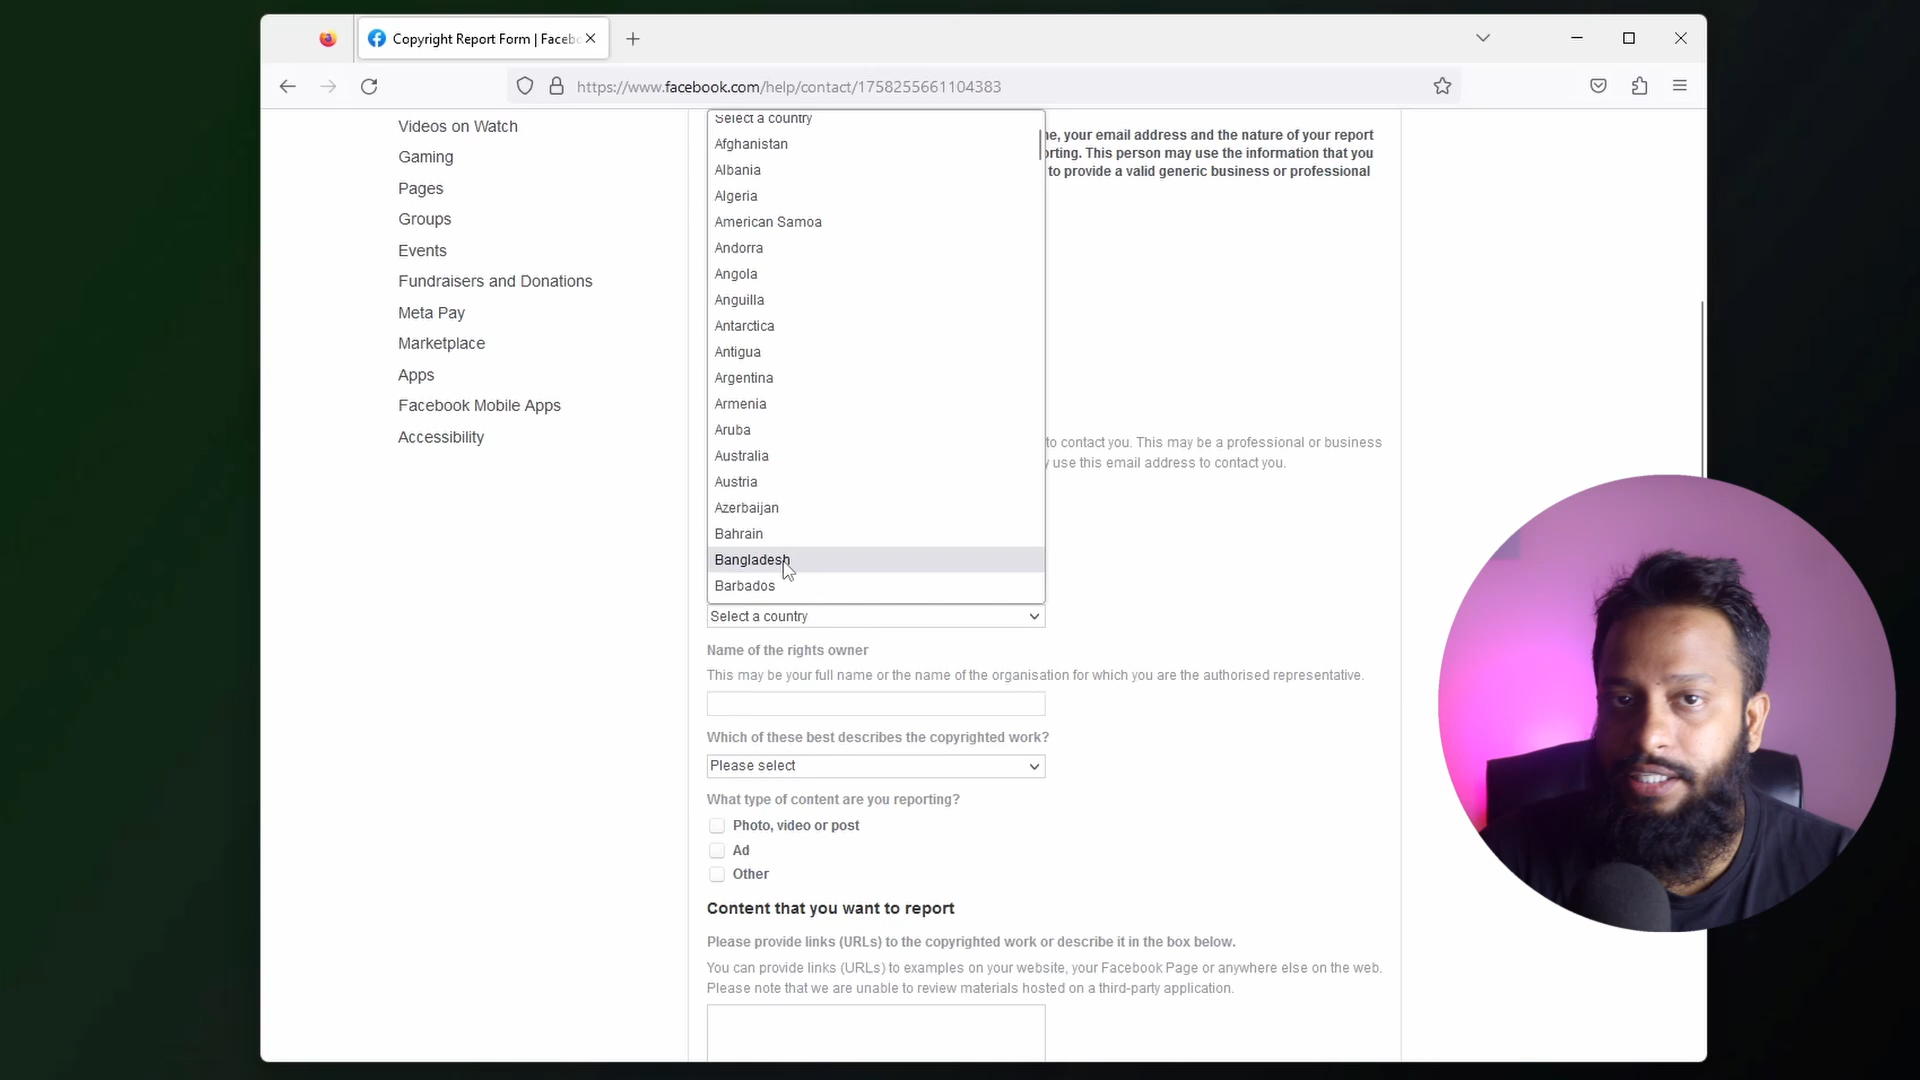 Copyright Report Form | Faceb
https://www.facebook.com/help/contact/1758255661104383
Videos on Watch
Gaming
Pages
Groups
Events
Fundraisers and Donations
Meta Pay
Marketplace
Apps
Facebook Mobile Apps
Accessibility
Select a country
Afghanistan
Albania
Algeria
American Samoa
Andorra
Angola
Anguilla
Antarctica
Antigua
Argentina
Armenia
Aruba
Australia
Austria
Azerbaijan
Bahrain
Bangladesh
Barbados
ne, your email address and the nature of your report
orting. This person may use the information that you
to provide a valid generic business or professional
to contact you. This may be a professional or business
y use this email address to contact you.
Select a country
Name of the rights owner
This may be your full name or the name of the organisation for which you are the authorised representative.
Which of these best describes the copyrighted work?
Please select
What type of content are you reporting?
Photo, video or post
Ad
Other
Content that you want to report
Please provide links (URLs) to the copyrighted work or describe it in the box below.
You can provide links (URLs) to examples on your website, your Facebook Page or anywhere else on the web.
Please note that we are unable to review materials hosted on a third-party application.